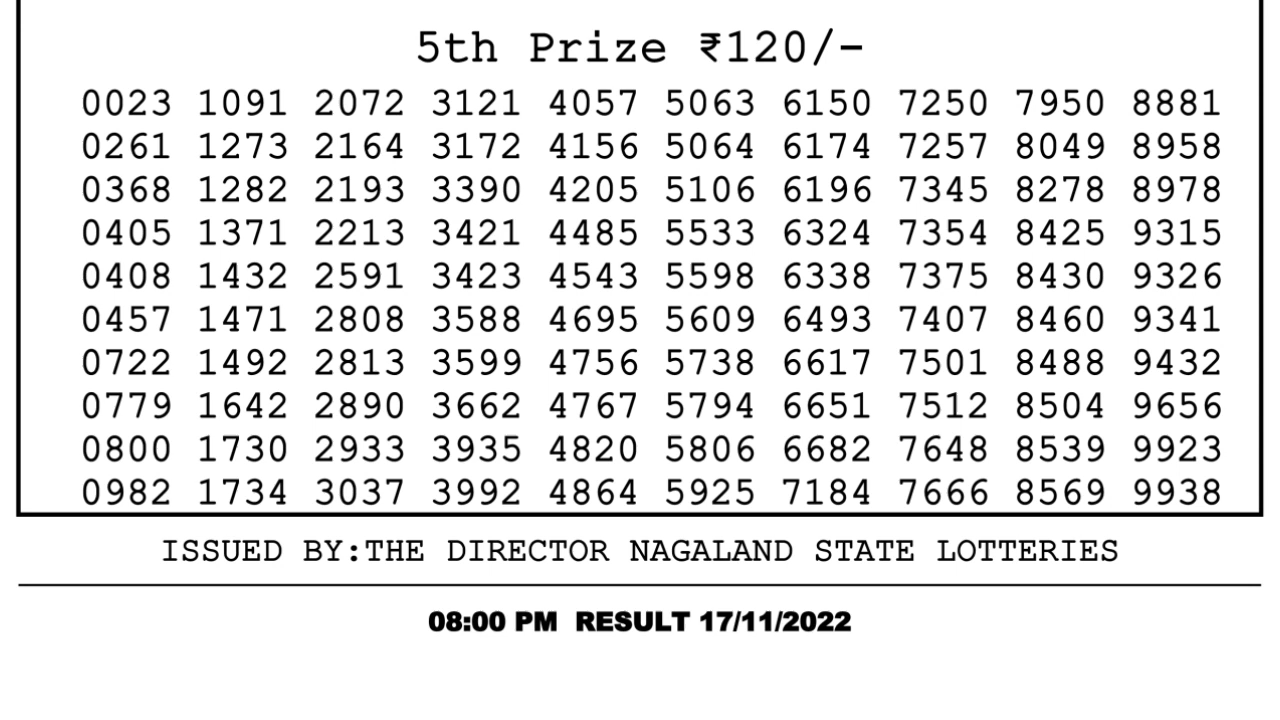 5th Prize ₹120/-
0023 1091 2072 3121 4057 5063 6150 7250 7950 8881
0261 1273 2164 3172 4156 5064 6174 7257 8049 8958
0368 1282 2193 3390 4205 5106 6196 7345 8278 8978
0405 1371 2213 3421 4485 5533 6324 7354 8425 9315
0408 1432 2591 3423 4543 5598 6338 7375 8430 9326
0457 1471 2808 3588 4695 5609 6493 7407 8460 9341
0722 1492 2813 3599 4756 5738 6617 7501 8488 9432
0779 1642 2890 3662 4767 5794 6651 7512 8504 9656
0800 1730 2933 3935 4820 5806 6682 7648 8539 9923
0982 1734 3037 3992 4864 5925 7184 7666 8569 9938
ISSUED BY:THE DIRECTOR NAGALAND STATE LOTTERIES
08:00 PM RESULT 17/11/2022